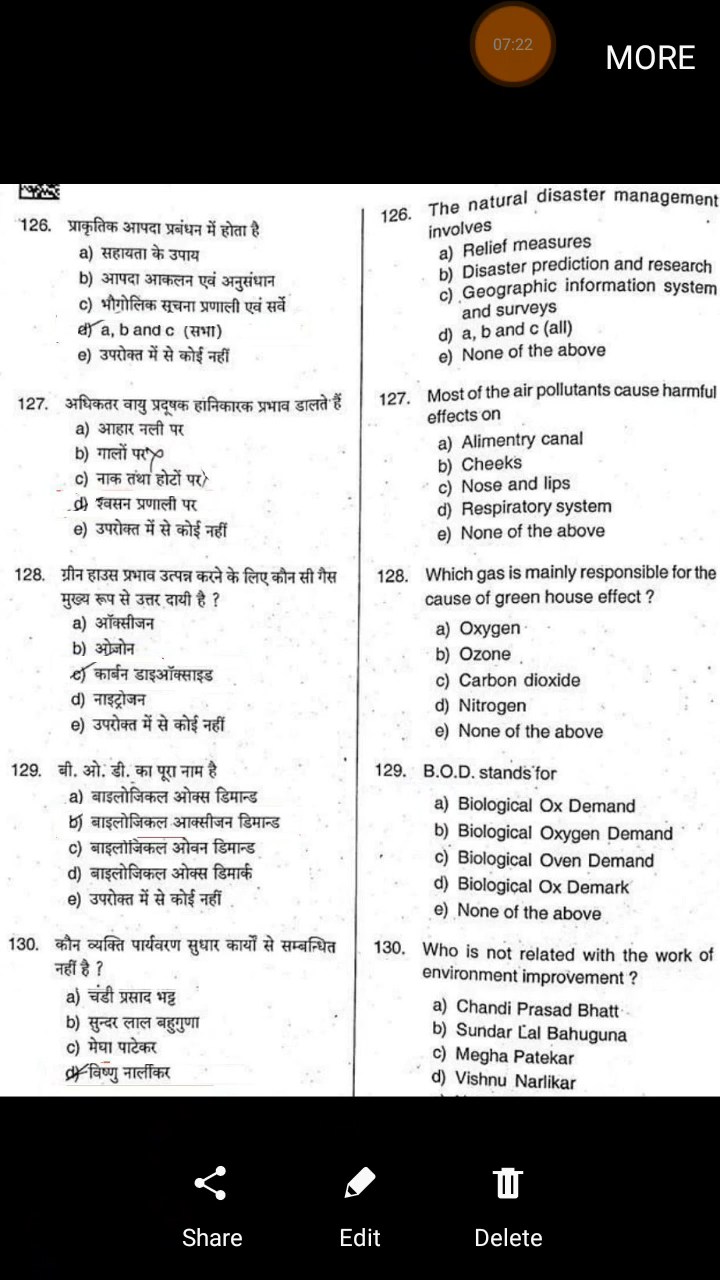 07:22
MORE
126. प्राकृतिक आपदा प्रबंधन में होता है
a) सहायता के उपाय
b) आपदा आकलन एवं अनुसंधान
c) भौगोलिक सूचना प्रणाली एवं सर्वे
d) a, b and c (सभा)
e) उपरोक्त में से कोई नहीं
127. अधिकतर वायु प्रदूषक हानिकारक प्रभाव डालते हैं
a) आहार नली पर
b) गालों पर
c) नाक तथा होटों पर
d) श्वसन प्रणाली पर
e) उपरोक्त में से कोई नहीं
128. ग्रीन हाउस प्रभाव उत्पन्न करने के लिए कौन सी गैस
मुख्य रूप से उत्तर दायी है ?
a) ऑक्सीजन
b) ओज़ोन
c) कार्बन डाइऑक्साइड
d) नाइट्रोजन
e) उपरोक्त में से कोई नहीं
129. बी. ओ. डी. का पूरा नाम है
a) बाइलोजिकल ओक्स डिमान्ड
b) बाइलोजिकल आक्सीजन डिमान्ड
c) बाइलोजिकल ओवन डिमान्ड
d) बाइलोजिकल ओक्स डिमार्क
e) उपरोक्त में से कोई नहीं
130. कौन व्यक्ति पार्यवरण सुधार कार्यों से सम्बन्धित
नहीं है ?
a) चंडी प्रसाद भट्ट
b) सुन्दर लाल बहुगुणा
c) मेघा पाटेकर
d) विष्णु नार्लीकर
126. The natural disaster management
involves
a) Relief measures
b) Disaster prediction and research
c) Geographic information system
and surveys
d) a, b and c (all)
e) None of the above
127. Most of the air pollutants cause harmful
effects on
a) Alimentry canal
b) Cheeks
c) Nose and lips
d) Respiratory system
e) None of the above
128. Which gas is mainly responsible for the
cause of green house effect ?
a) Oxygen
b) Ozone
c) Carbon dioxide
d) Nitrogen
e) None of the above
129. B.O.D. stands for
a) Biological Ox Demand
b) Biological Oxygen Demand
c) Biological Oven Demand
d) Biological Ox Demark
e) None of the above
130. Who is not related with the work of
environment improvement ?
a) Chandi Prasad Bhatt
b) Sundar Lal Bahuguna
c) Megha Patekar
d) Vishnu Narlikar
Share
Edit
Delete